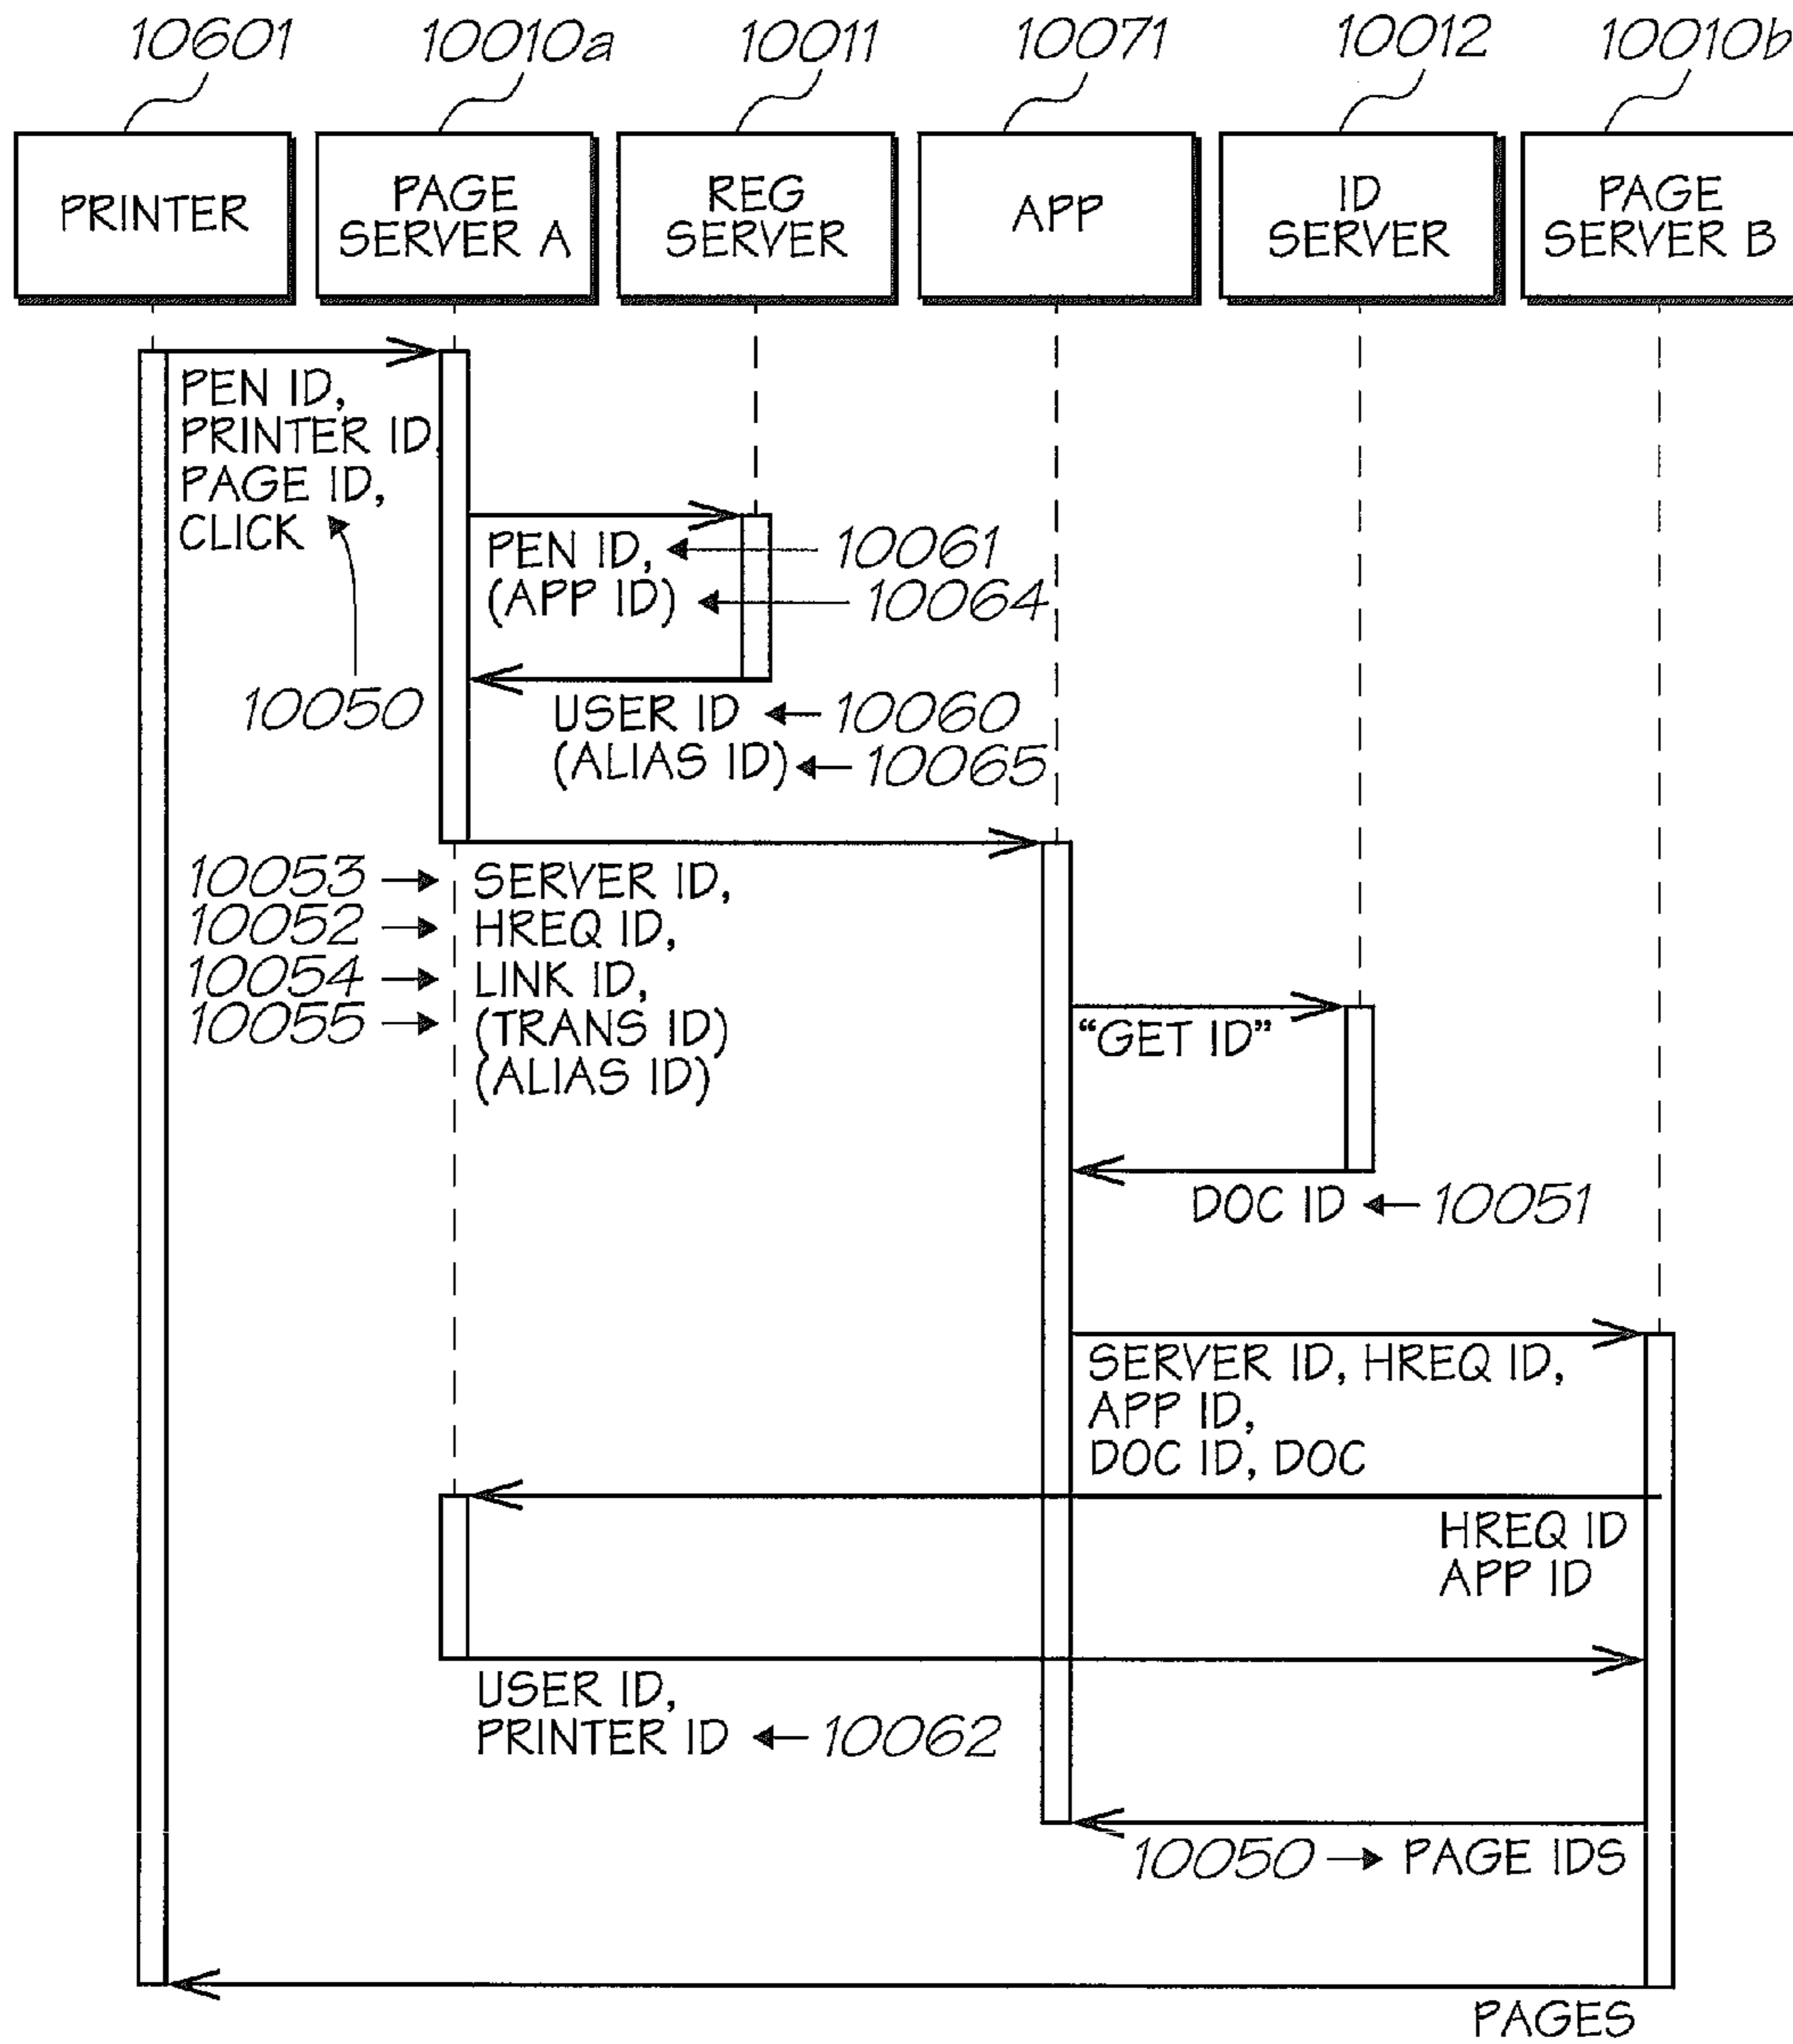 10601 10010a 10011 10071 10012 10010b
PRINTER
PAGE
SERVER A
REG
SERVER
APP
ID
SERVER
PAGE
SERVER B
PEN ID,
PRINTER ID,
PAGE ID,
CLICK
10050
PEN ID, 10061
(APP ID) 10064
USER ID 10060
(ALIAS ID) 10065
10053 SERVER ID,
10052 HREQ ID,
10054 LINK ID,
10055 (TRANS ID)
(ALIAS ID)
“GET ID”
DOC ID 10051
SERVER ID, HREQ ID,
APP ID,
DOC ID, DOC
HREQ ID
APP ID
USER ID,
PRINTER ID 10062
10050 PAGE IDS
PAGES